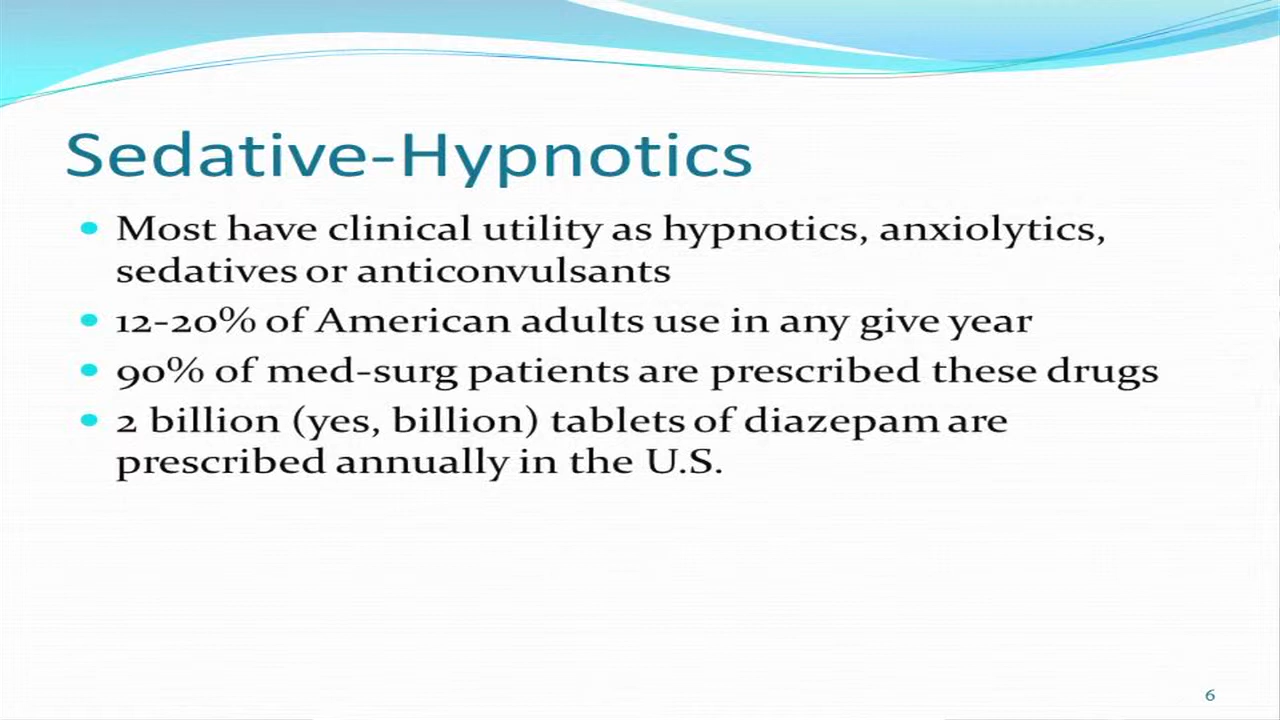 Sedative-Hypnotics
• Most have clinical utility as hypnotics, anxiolytics,
sedatives or anticonvulsants
• 12-20% of American adults use in any give year
• 90% of med-surg patients are prescribed these drugs
• 2 billion (yes, billion) tablets of diazepam are
prescribed annually in the U.S.
6